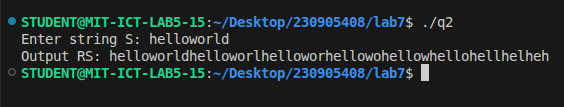 STUDENT@MIT-ICT-LAB5-15:~/Desktop/230905408/lab7$ ./q2
Enter string S: helloworld
Output RS: helloworldhelloworlhelloworhellowohellowhellohellhelheh
STUDENT@MIT-ICT-LAB5-15:~/Desktop/230905408/lab7$